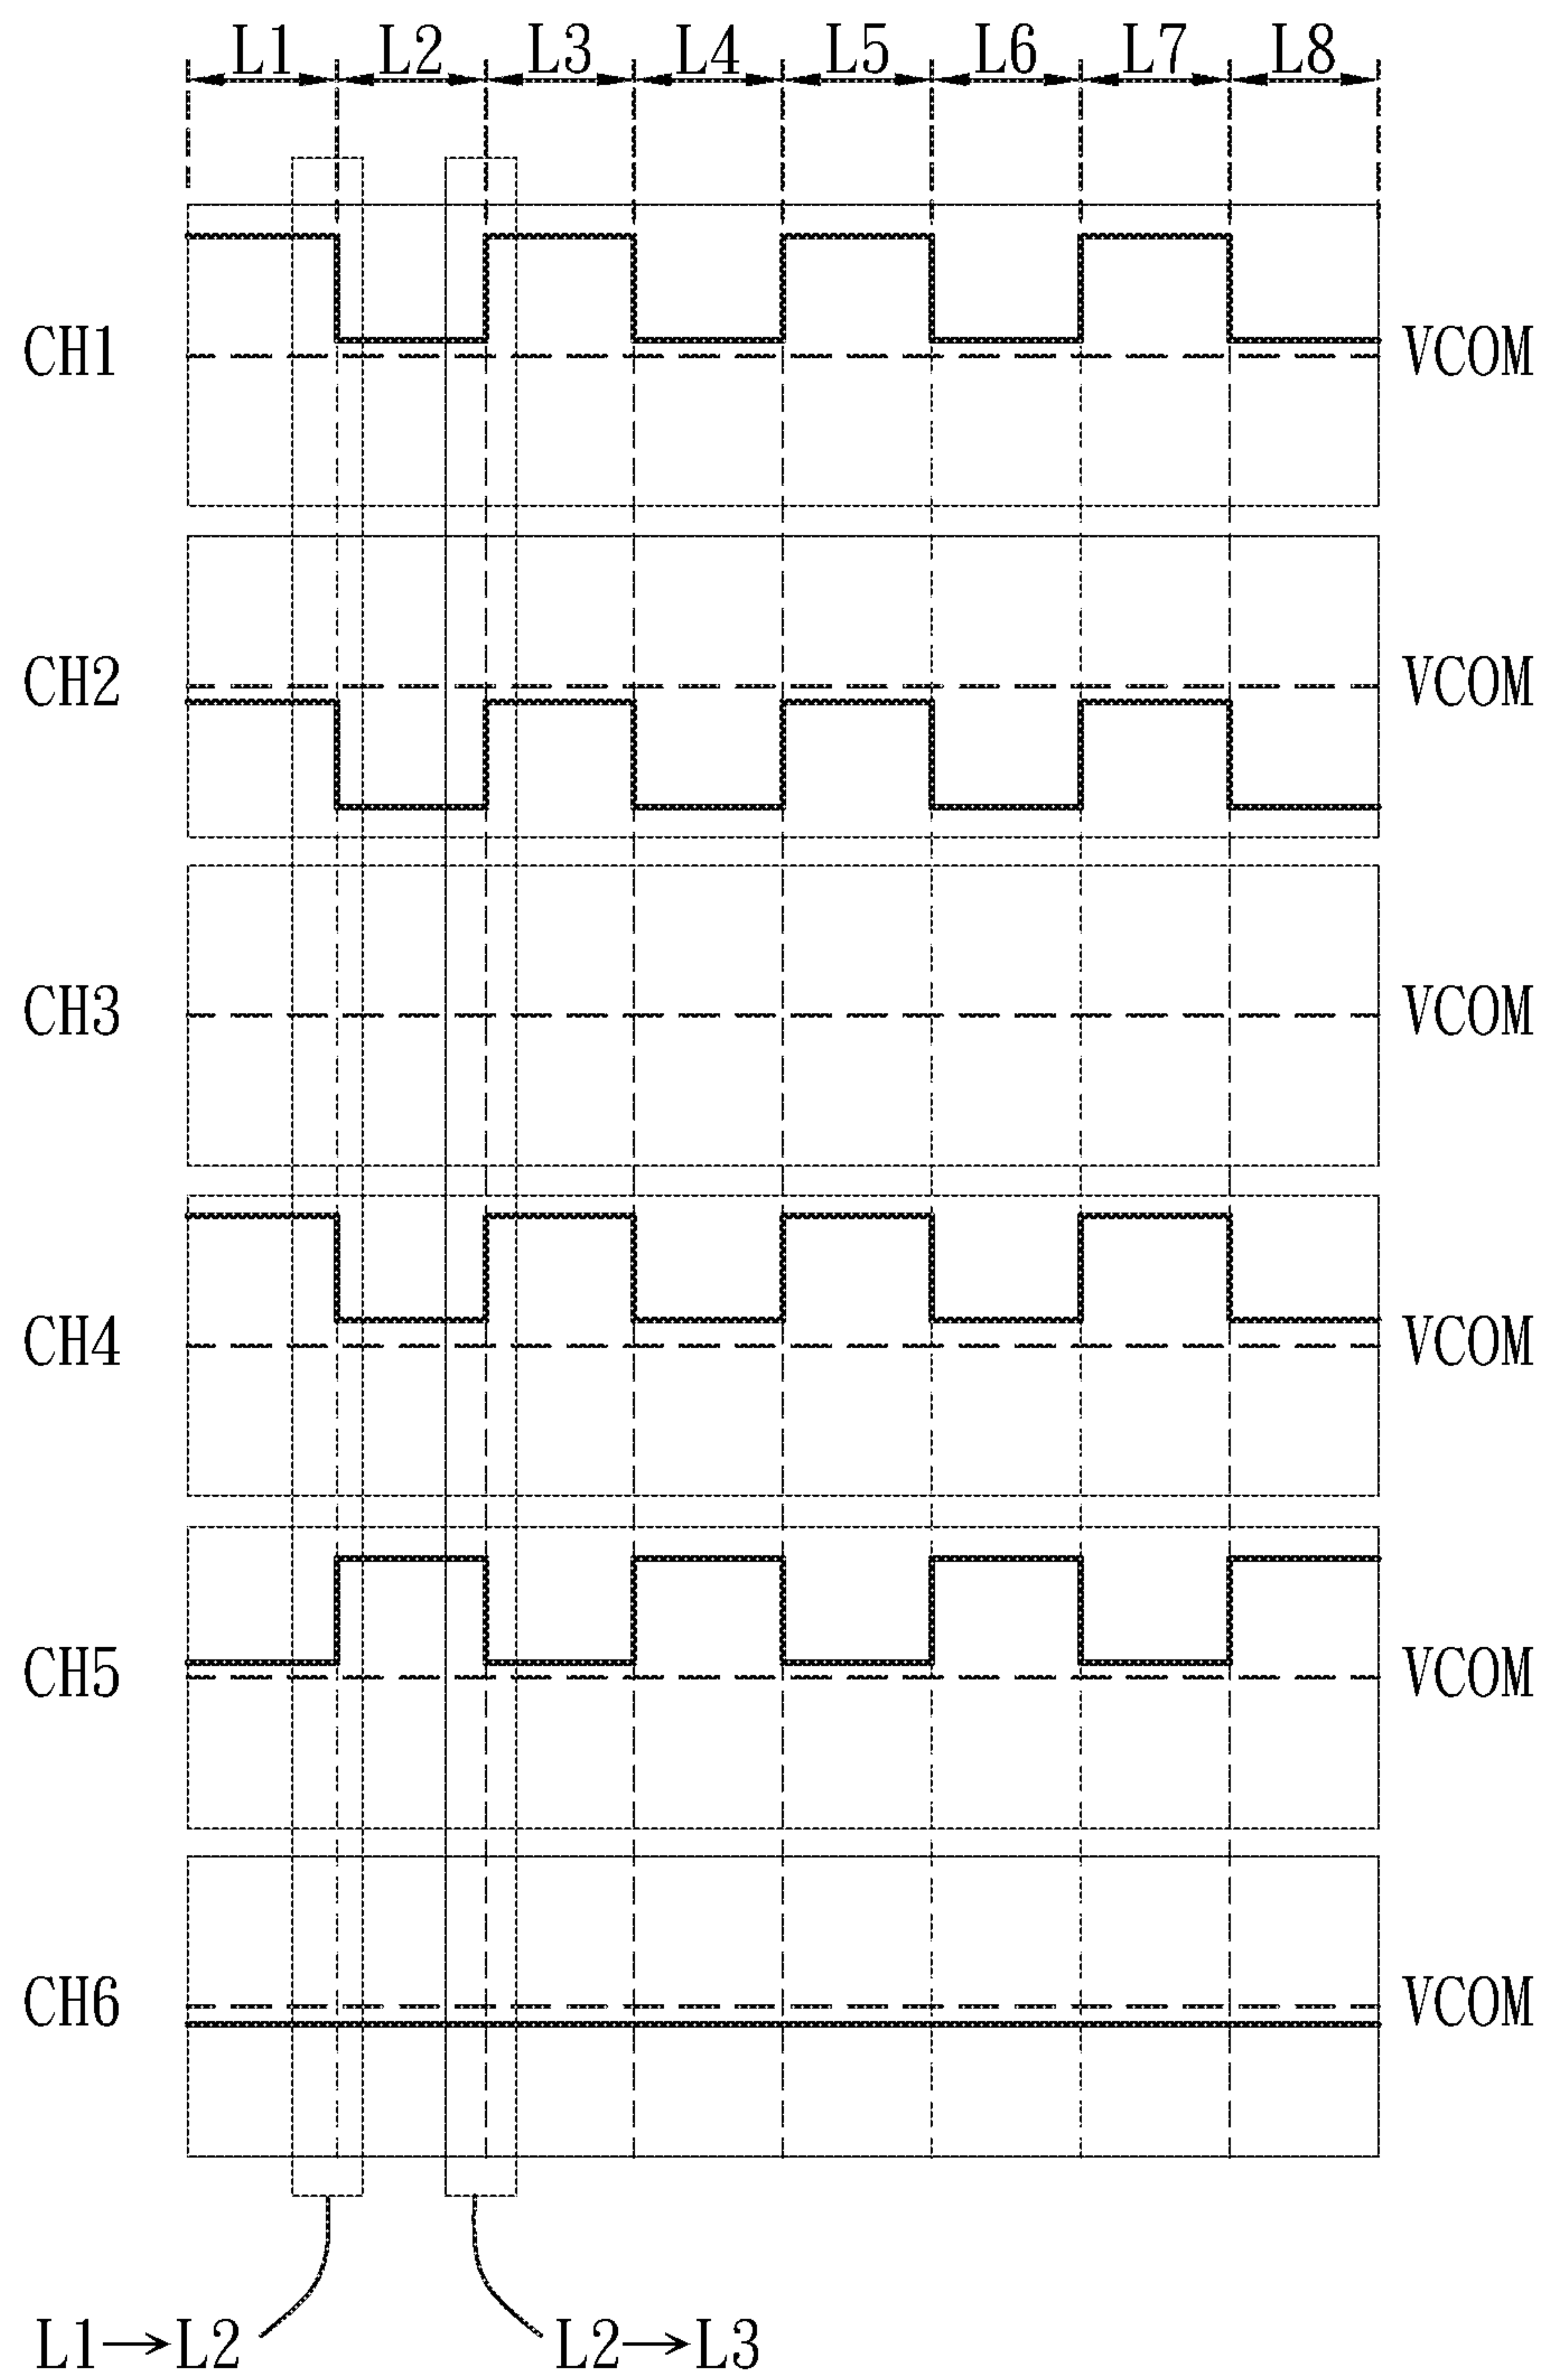 L1 L2 L3 L4 L5 L6 L7 L8
CH1 VCOM
CH2 VCOM
CH3 VCOM
CH4 VCOM
CH5 VCOM
CH6 VCOM
L1→L2 L2→L3